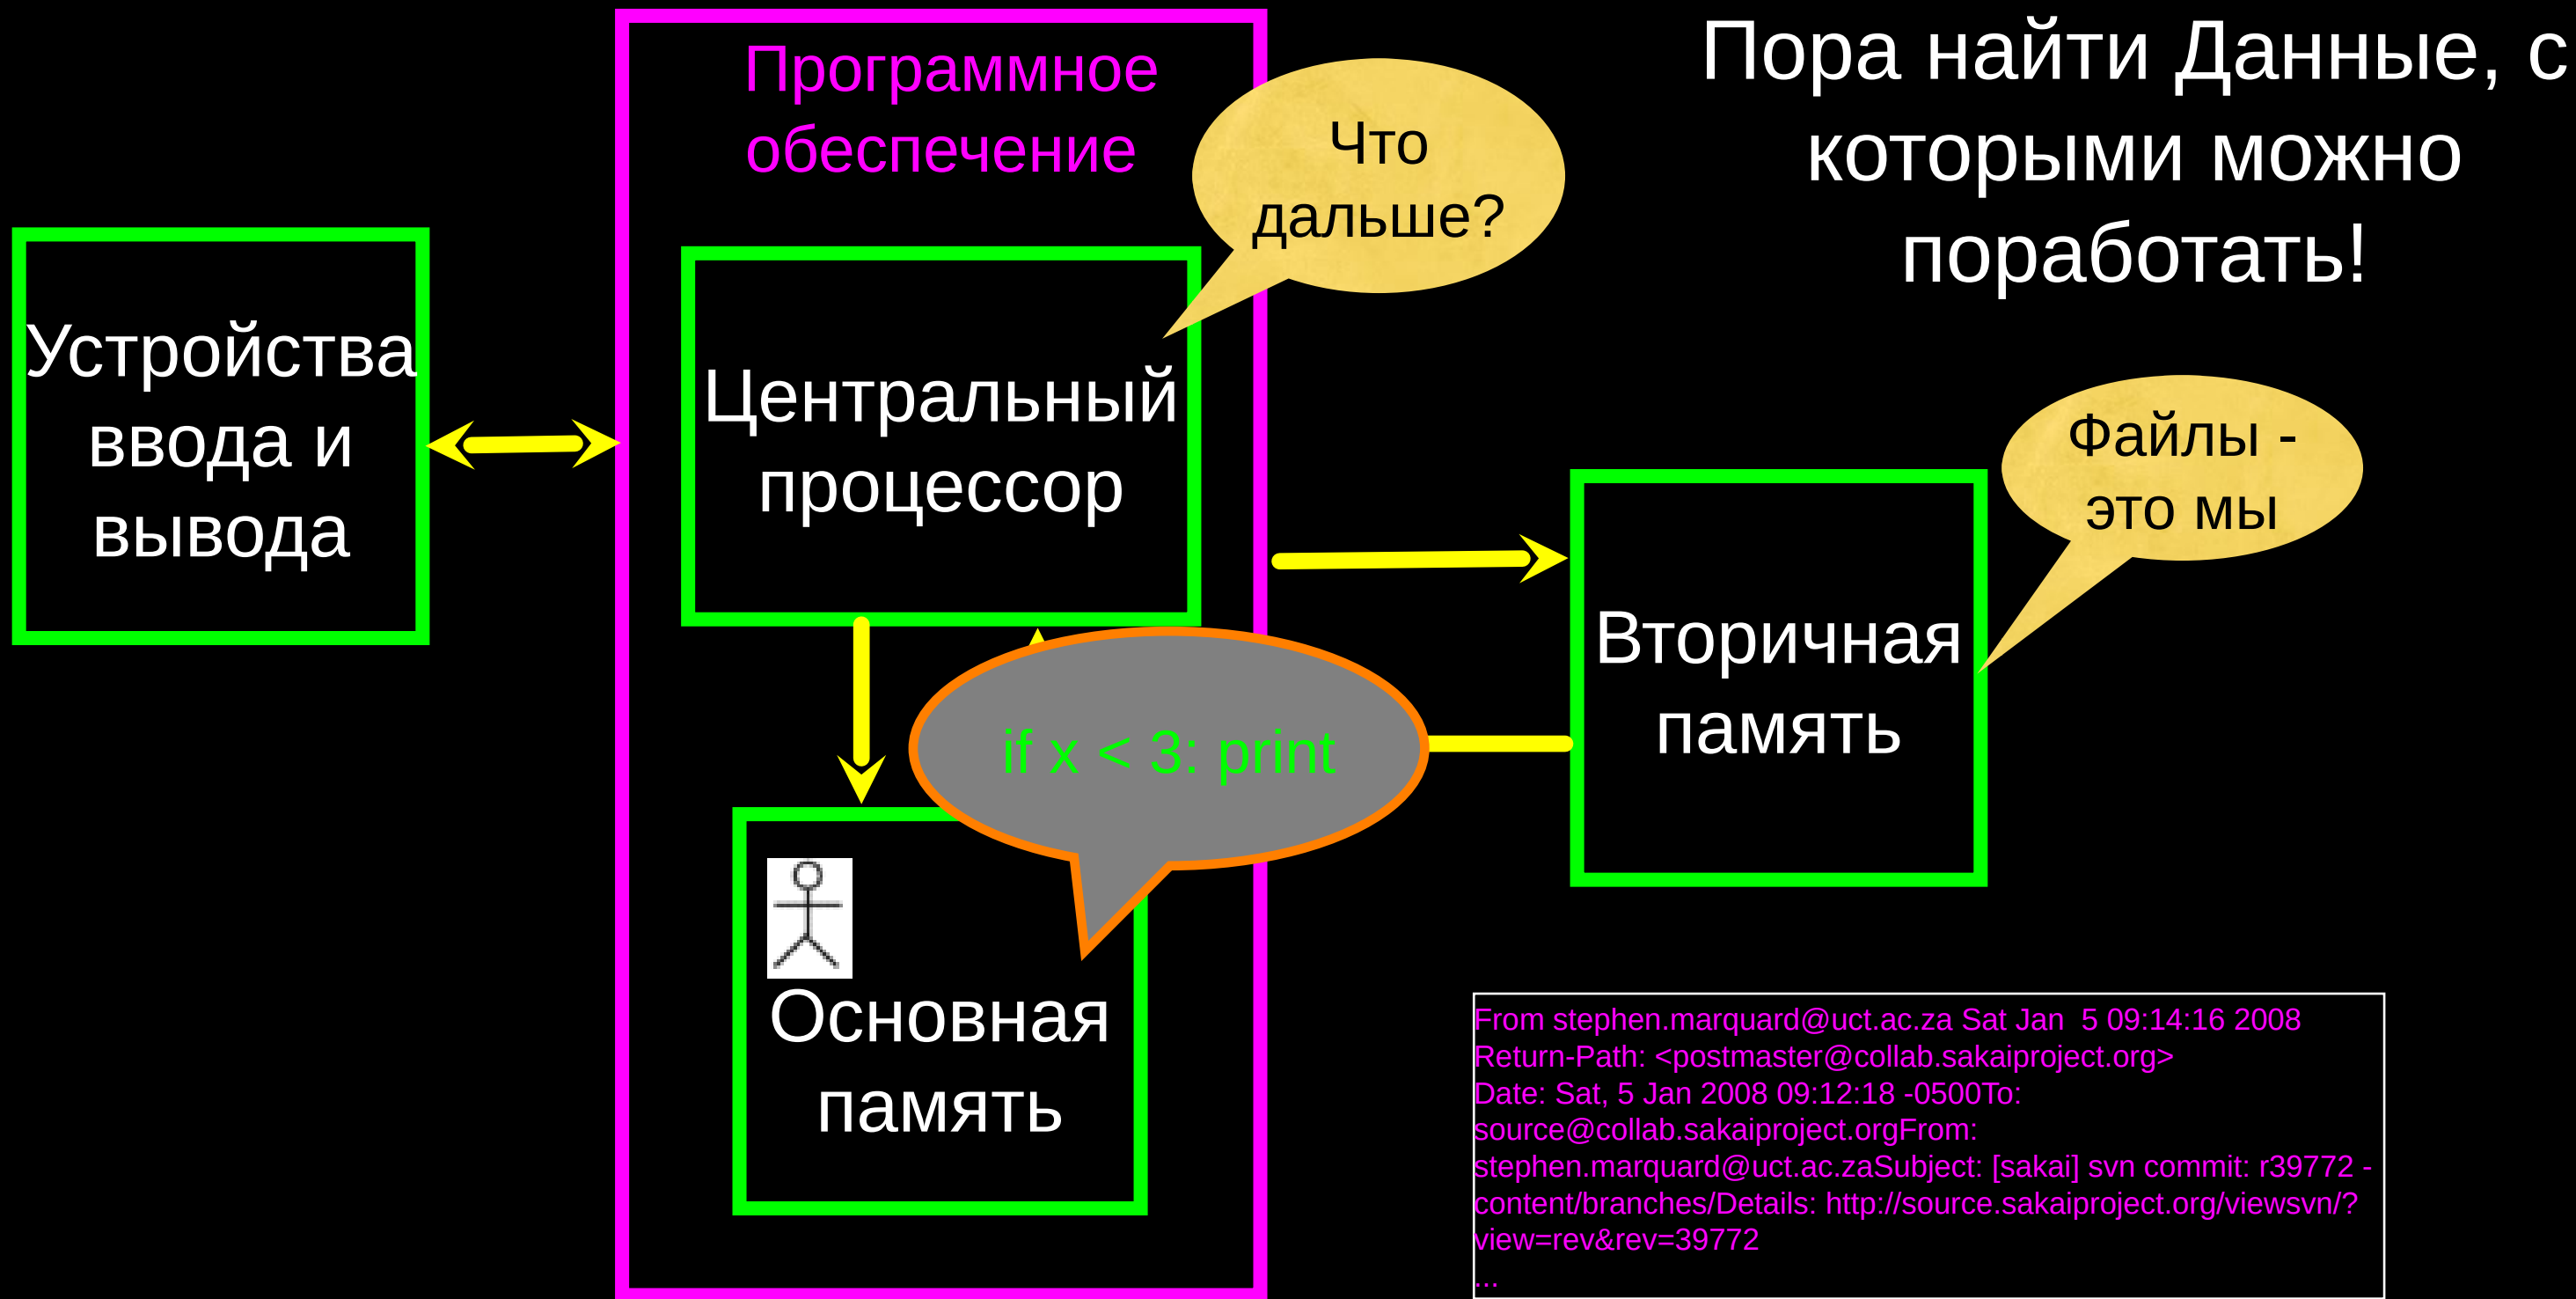 Пора найти Данные, с
которыми можно
поработать!
Программное
обеспечение
Что
дальше?
Устройства
ввода и
вывода
Центральный
процессор
Файлы -
это мы
Вторичная
память
if x < 3: print
Основная
память
From stephen.marquard@uct.ac.za Sat Jan  5 09:14:16 2008
Return-Path: <postmaster@collab.sakaiproject.org>
Date: Sat, 5 Jan 2008 09:12:18 -0500To:
source@collab.sakaiproject.orgFrom:
stephen.marquard@uct.ac.zaSubject: [sakai] svn commit: r39772 -
content/branches/Details: http://source.sakaiproject.org/viewsvn/?
view=rev&rev=39772
...